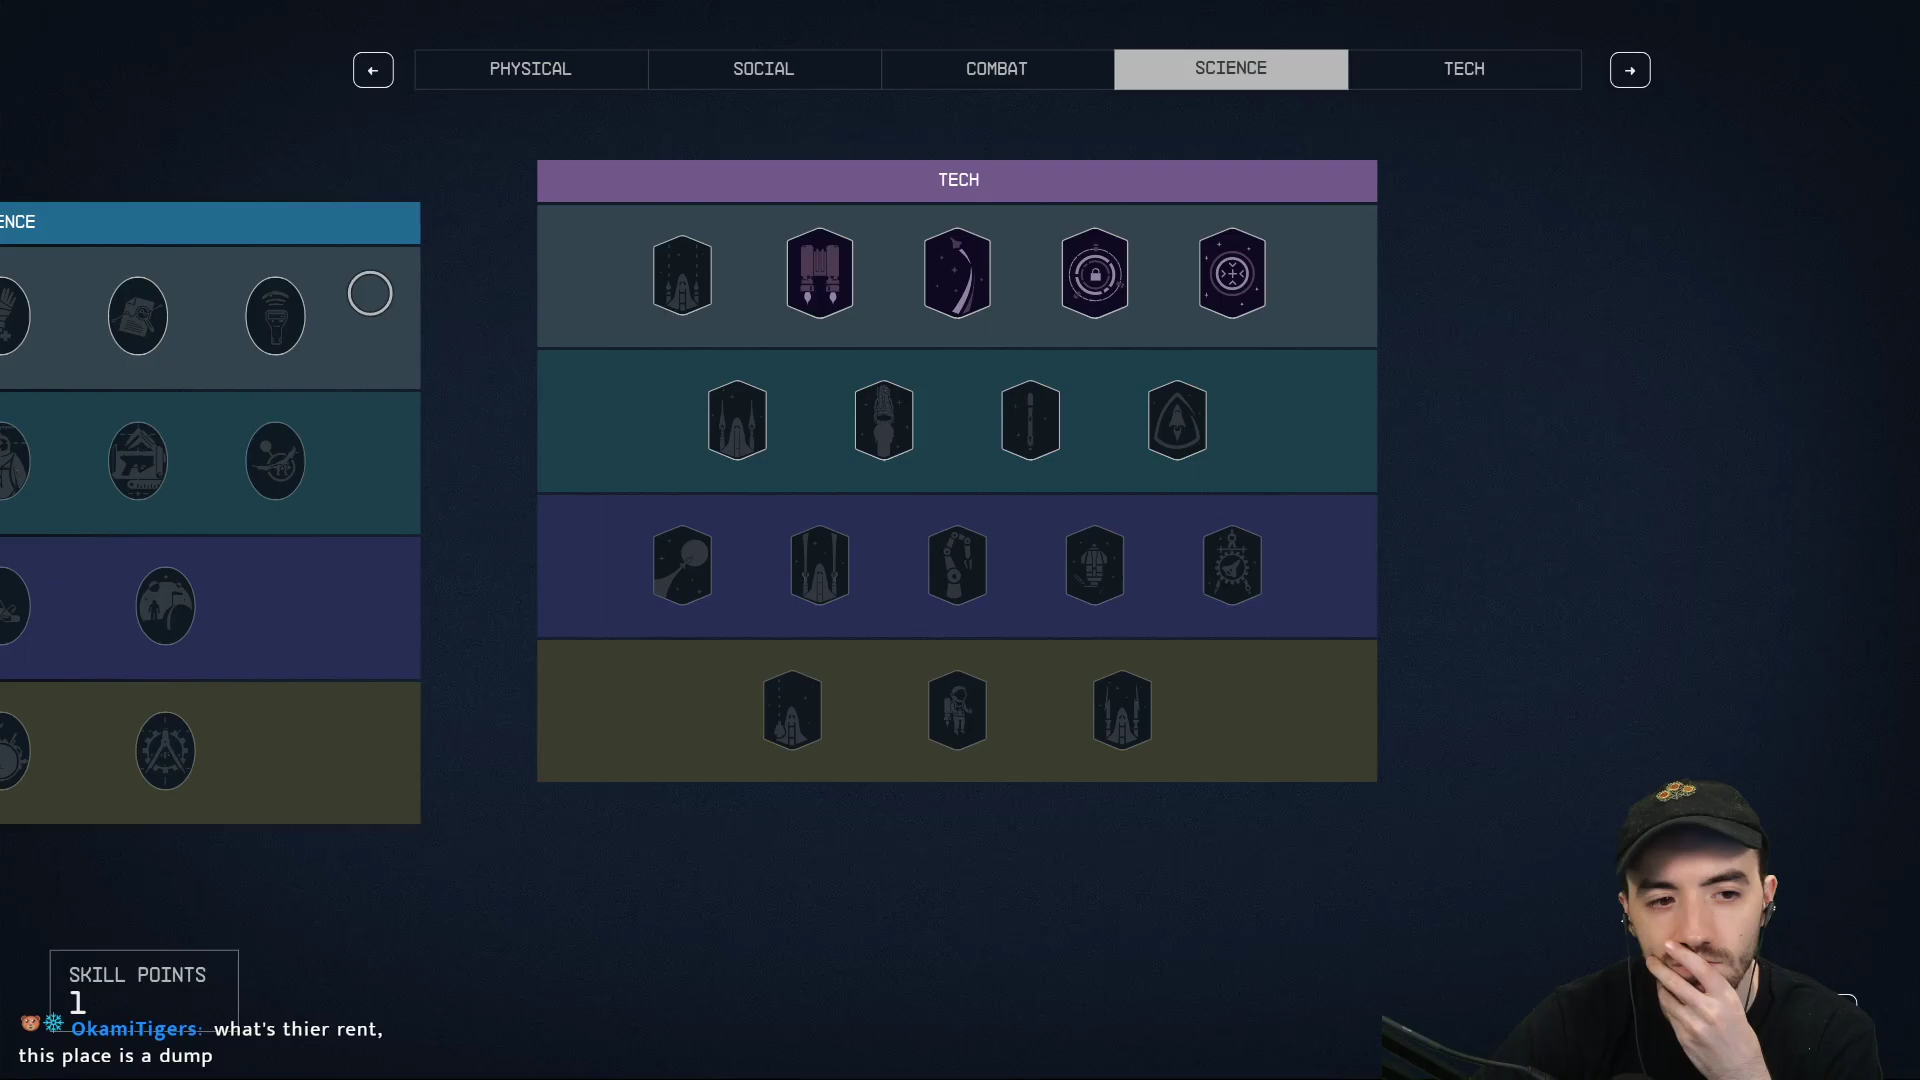 PHYSICAL
SOCIAL
COMBAT
SCIENCE
TECH
TECH
ENCE
SKILL POINTS
1
OkamiTigers: what's thier rent,
this place is a dump